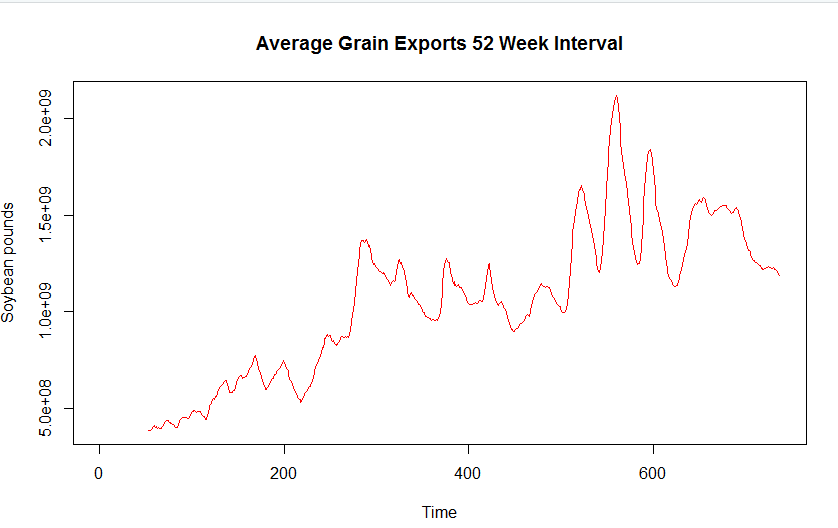 Average Grain Exports 52 Week Interval
Soybean pounds
2.0e+09
1.5e+09
1.0e+09
5.0e+08
0
200
400
600
Time